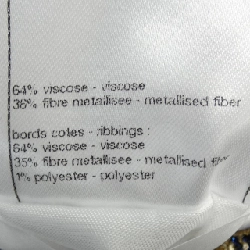 64% viscose - viscose
36% fibre metallisee - metallised fiber
bords cotes - ribbings :
64% viscose - viscose
35% fibre metallisee - metallised fiber
1% polyester - polyester